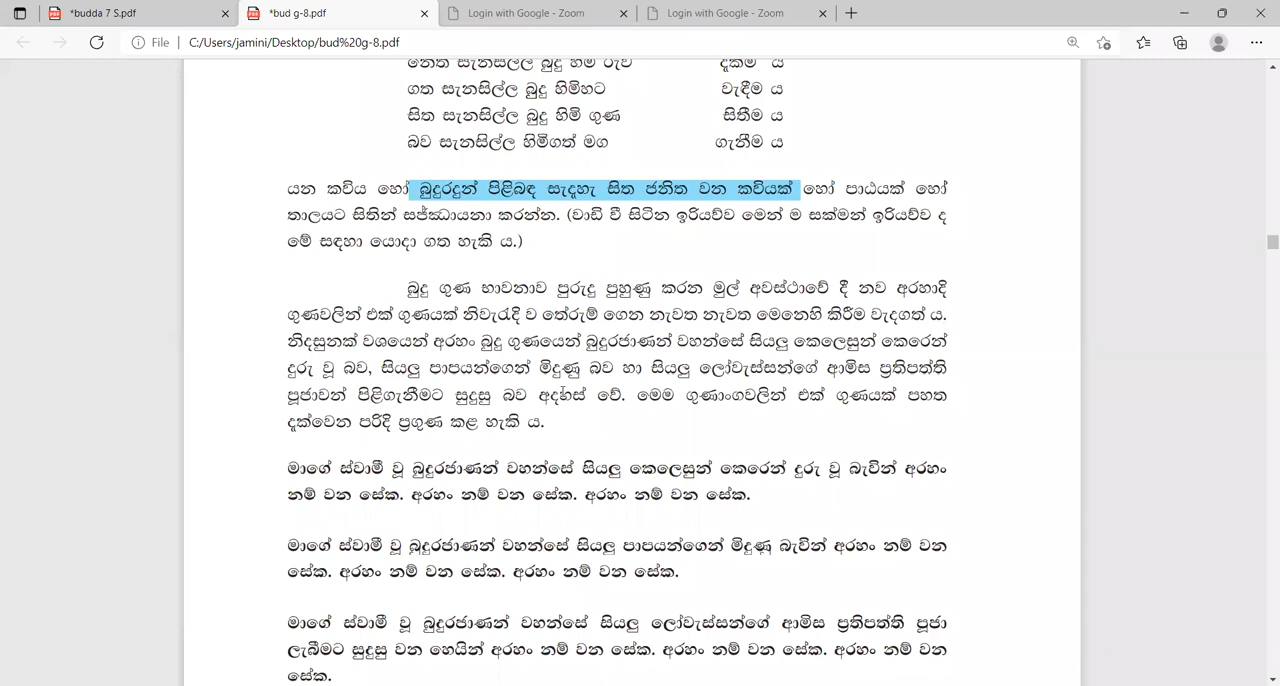 *budda 7 S.pdf
*bud g-8.pdf
Login with Google - Zoom
Login with Google - Zoom
File
C:/Users/jamini/Desktop/bud%20g-8.pdf
නෙත සැනසිල්ල බුදු හිමි රුව දැකීම ය
ගත සැනසිල්ල බුදු හිමිහට වැඳීම ය
සිත සැනසිල්ල බුදු හිමි ගුණ සිතීම ය
බව සැනසිල්ල හිමිගත් මග ගැනීම ය
යන කවිය හෝ බුදුරදුන් පිළිබඳ සැදැහැ සිත ජනිත වන කවියක් හෝ පාඨයක් හෝ
තාලයට සිතින් සජ්ඣායනා කරන්න. (වාඩි වී සිටින ඉරියව්ව මෙන් ම සක්මන් ඉරියව්ව ද
මේ සඳහා යොදා ගත හැකි ය.)
බුදු ගුණ භාවනාව පුරුදු පුහුණු කරන මුල් අවස්ථාවේ දී නව අරහාදි
ගුණවලින් එක් ගුණයක් නිවැරැදි ව තේරුම් ගෙන නැවත නැවත මෙනෙහි කිරීම වැදගත් ය.
නිදසුනක් වශයෙන් අරහං බුදු ගුණයෙන් බුදුරජාණන් වහන්සේ සියලු කෙලෙසුන් කෙරෙන්
දුරු වූ බව, සියලු පාපයන්ගෙන් මිදුණු බව හා සියලු ලෝවැස්සන්ගේ ආමිස ප්‍රතිපත්ති
පූජාවන් පිළිගැනීමට සුදුසු බව අදහස් වේ. මෙම ගුණාංගවලින් එක් ගුණයක් පහත
දැක්වෙන පරිදි ප්‍රගුණ කළ හැකි ය.
මාගේ ස්වාමී වූ බුදුරජාණන් වහන්සේ සියලු කෙලෙසුන් කෙරෙන් දුරු වූ බැවින් අරහං
නම් වන සේක. අරහං නම් වන සේක. අරහං නම් වන සේක.
මාගේ ස්වාමී වූ බුදුරජාණන් වහන්සේ සියලු පාපයන්ගෙන් මිදුණු බැවින් අරහං නම් වන
සේක. අරහං නම් වන සේක. අරහං නම් වන සේක.
මාගේ ස්වාමී වූ බුදුරජාණන් වහන්සේ සියලු ලෝවැස්සන්ගේ ආමිස ප්‍රතිපත්ති පූජා
ලැබීමට සුදුසු වන හෙයින් අරහං නම් වන සේක. අරහං නම් වන සේක. අරහං නම් වන
සේක.